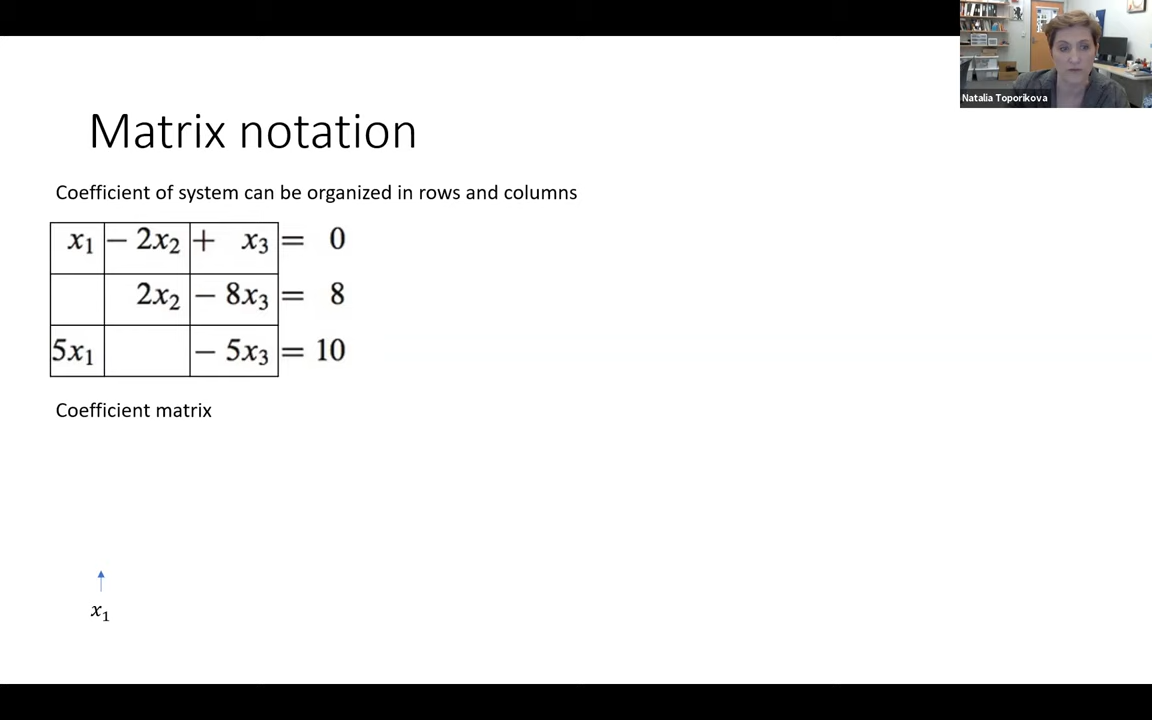 Natalia Toporikova
Matrix notation
Coefficient of system can be organized in rows and columns
x₁ − 2x₂ + x₃ = 0
2x₂ − 8x₃ = 8
5x₁ − 5x₃ = 10
Coefficient matrix
x₁